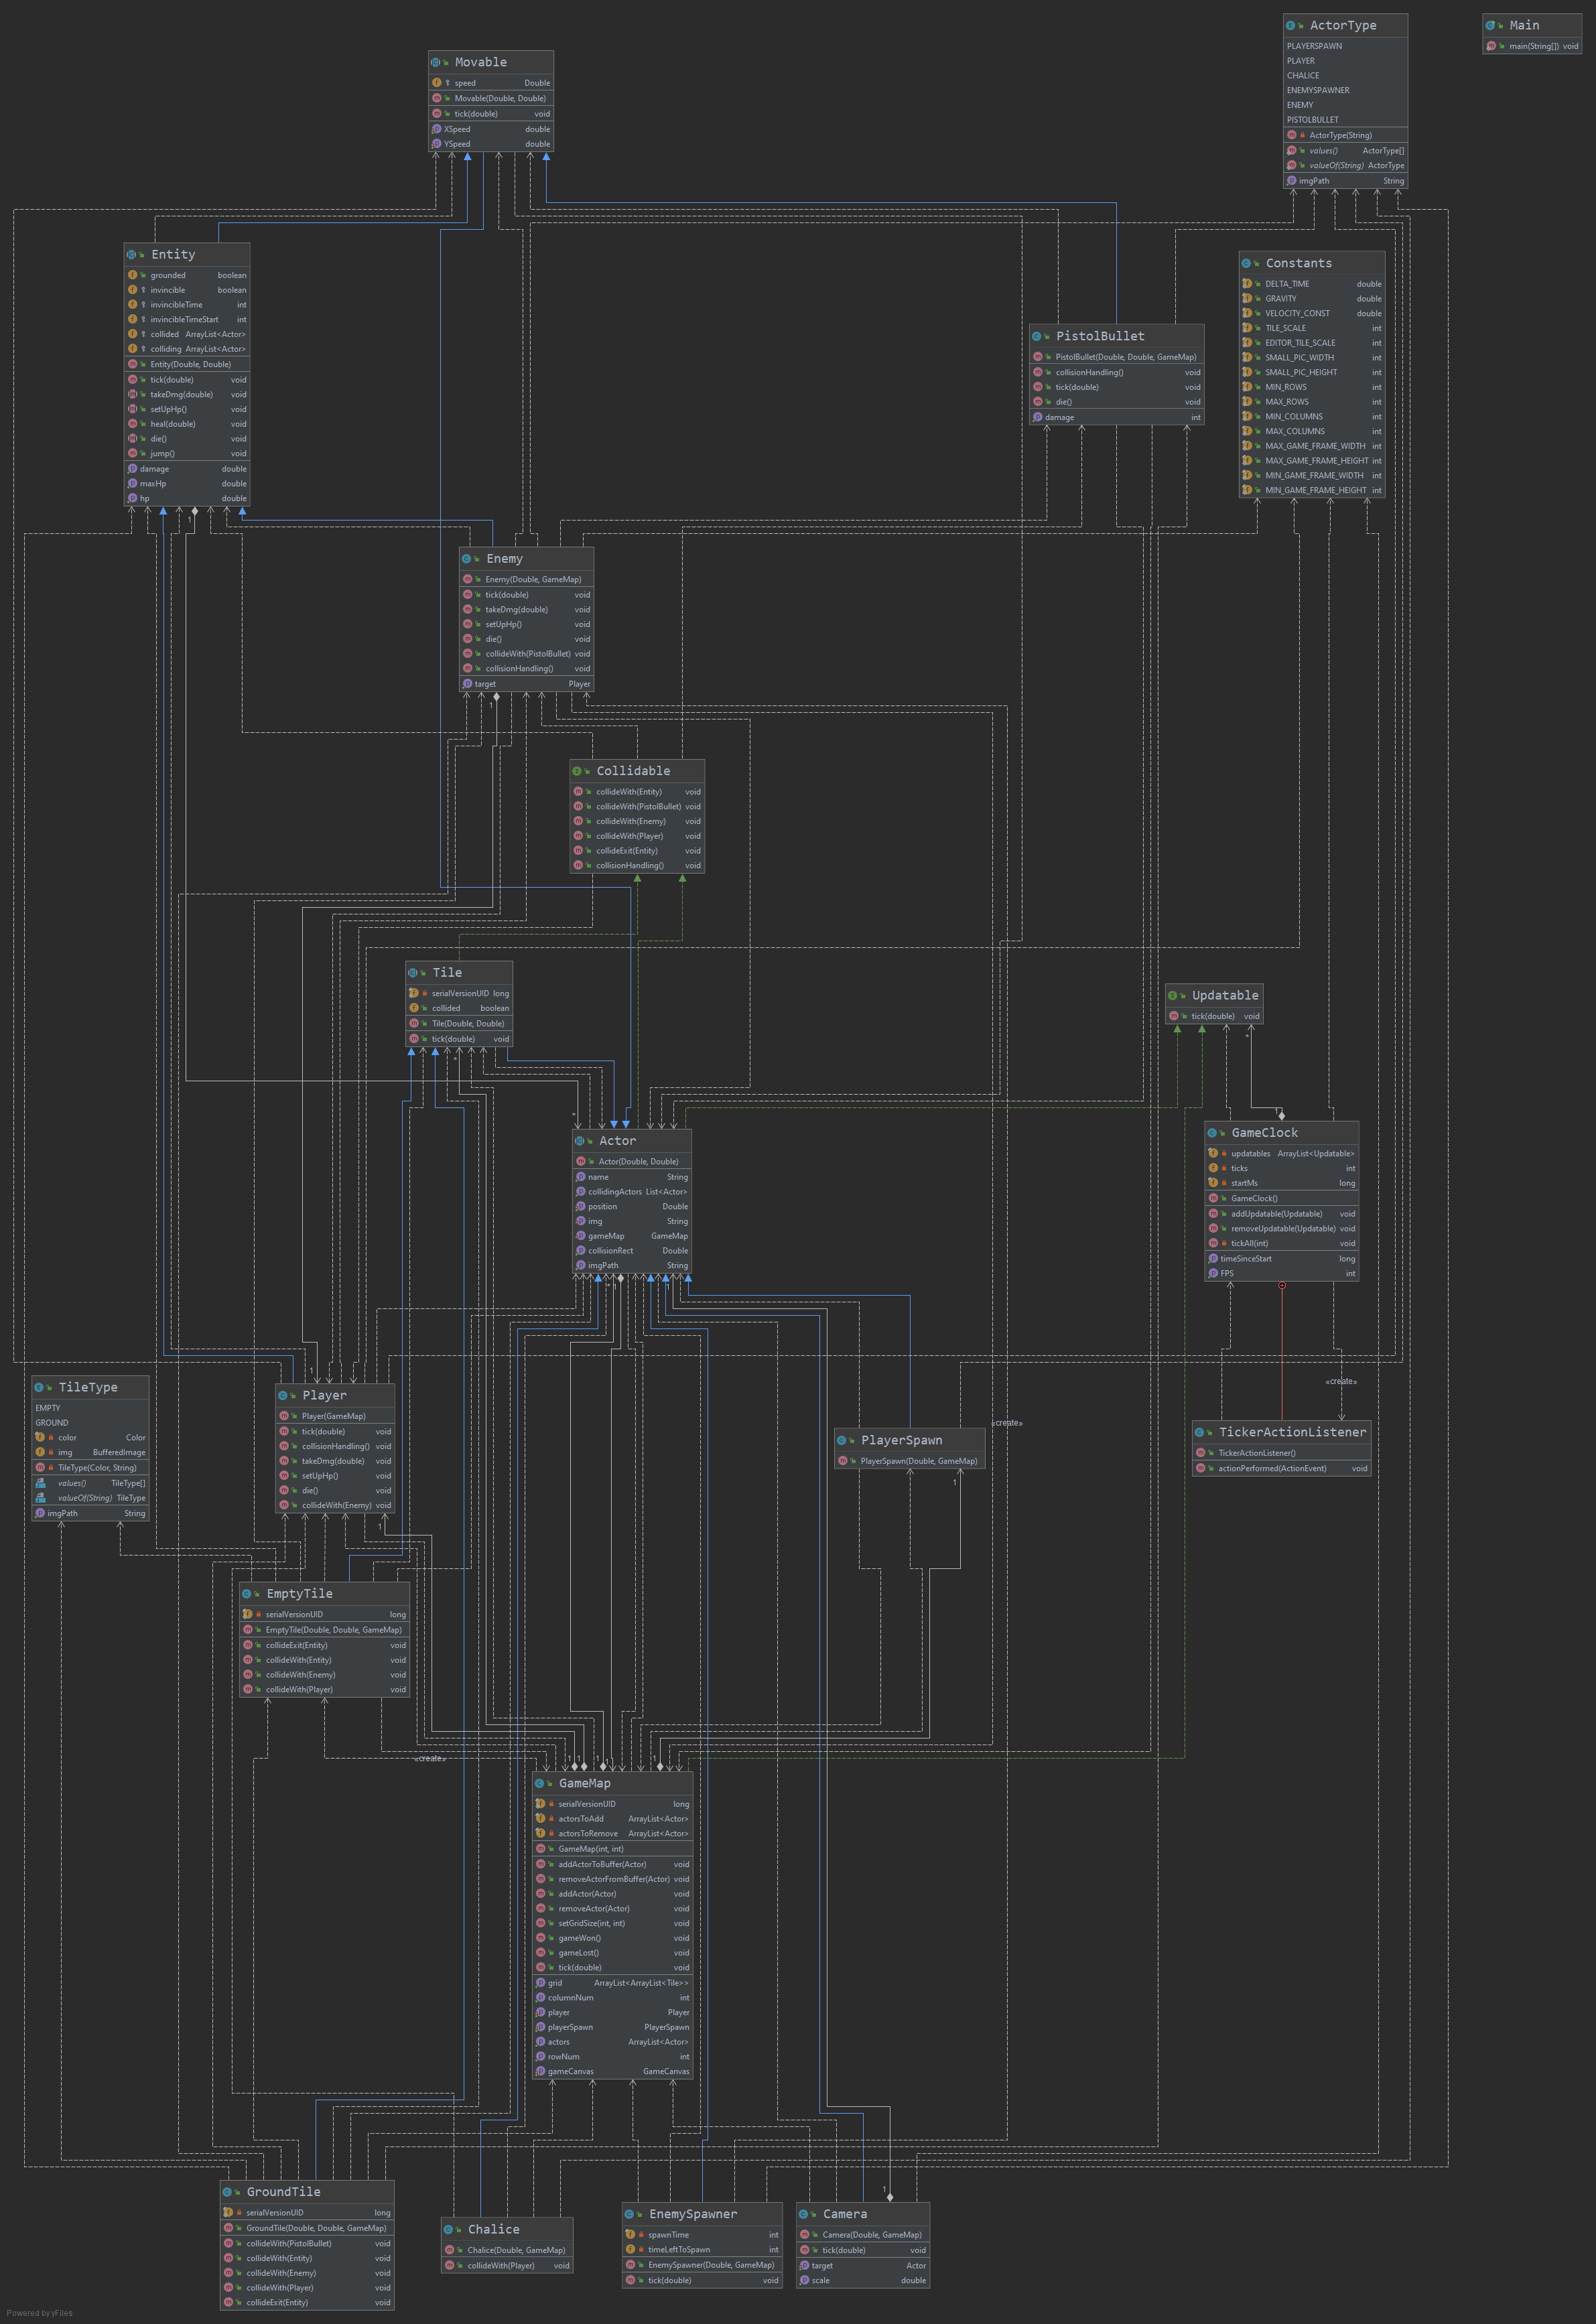 ActorType
PLAYERSPAWN
PLAYER
CHALICE
ENEMYSPAWNER
ENEMY
PISTOLBULLET
ActorType(String)
values() ActorType[]
valueOf(String) ActorType
imgPath String
Main
main(String[]) void
Movable
speed Double
Movable(Double, Double)
tick(double) void
XSpeed double
YSpeed double
Entity
grounded boolean
invincible boolean
invincibleTime int
invincibleTimeStart int
collided ArrayList<Actor>
colliding ArrayList<Actor>
Entity(Double, Double)
tick(double) void
takeDmg(double) void
setUpHp() void
heal(double) void
die() void
jump() void
damage double
maxHp double
hp double
1
Constants
DELTA_TIME double
GRAVITY double
VELOCITY_CONST double
TILE_SCALE int
EDITOR_TILE_SCALE int
SMALL_PIC_WIDTH int
SMALL_PIC_HEIGHT int
MIN_ROWS int
MAX_ROWS int
MIN_COLUMNS int
MAX_COLUMNS int
MAX_GAME_FRAME_WIDTH int
MAX_GAME_FRAME_HEIGHT int
MIN_GAME_FRAME_WIDTH int
MIN_GAME_FRAME_HEIGHT int
PistolBullet
PistolBullet(Double, Double, GameMap)
collisionHandling() void
tick(double) void
die() void
damage int
Enemy
Enemy(Double, GameMap)
tick(double) void
takeDmg(double) void
setUpHp() void
die() void
collideWith(PistolBullet) void
collisionHandling() void
target Player
1
Collidable
collideWith(Entity) void
collideWith(PistolBullet) void
collideWith(Enemy) void
collideWith(Player) void
collideExit(Entity) void
collisionHandling() void
Tile
serialVersionUID long
collided boolean
Tile(Double, Double)
tick(double) void
*
Updatable
tick(double) void
*
1
*
Actor
Actor(Double, Double)
name String
collidingActors List<Actor>
position Double
img String
gameMap GameMap
collisionRect Double
imgPath String
* 1 1
GameClock
updatables ArrayList<Updatable>
ticks int
startMs long
GameClock()
addUpdatable(Updatable) void
removeUpdatable(Updatable) void
tickAll(int) void
timeSinceStart long
FPS int
1
«create»
TileType
EMPTY
GROUND
color Color
img BufferedImage
TileType(Color, String)
values() TileType[]
valueOf(String) TileType
imgPath String
Player
Player(GameMap)
tick(double) void
collisionHandling() void
takeDmg(double) void
setUpHp() void
die() void
collideWith(Enemy) void
1
«create»
PlayerSpawn
PlayerSpawn(Double, GameMap)
1
TickerActionListener
TickerActionListener()
actionPerformed(ActionEvent) void
EmptyTile
serialVersionUID long
EmptyTile(Double, Double, GameMap)
collideExit(Entity) void
collideWith(Entity) void
collideWith(Enemy) void
collideWith(Player) void
«create»
1 1 1 1 1
GameMap
serialVersionUID long
actorsToAdd ArrayList<Actor>
actorsToRemove ArrayList<Actor>
GameMap(int, int)
addActorToBuffer(Actor) void
removeActorFromBuffer(Actor) void
addActor(Actor) void
removeActor(Actor) void
setGridSize(int, int) void
gameWon() void
gameLost() void
tick(double) void
grid ArrayList<ArrayList<Tile>>
columnNum int
player Player
playerSpawn PlayerSpawn
actors ArrayList<Actor>
rowNum int
gameCanvas GameCanvas
GroundTile
serialVersionUID long
GroundTile(Double, Double, GameMap)
collideWith(PistolBullet) void
collideWith(Entity) void
collideWith(Enemy) void
collideWith(Player) void
collideExit(Entity) void
Chalice
Chalice(Double, GameMap)
collideWith(Player) void
EnemySpawner
spawnTime int
timeLeftToSpawn int
EnemySpawner(Double, GameMap)
tick(double) void
1
Camera
Camera(Double, GameMap)
tick(double) void
target Actor
scale double
Powered by yFiles